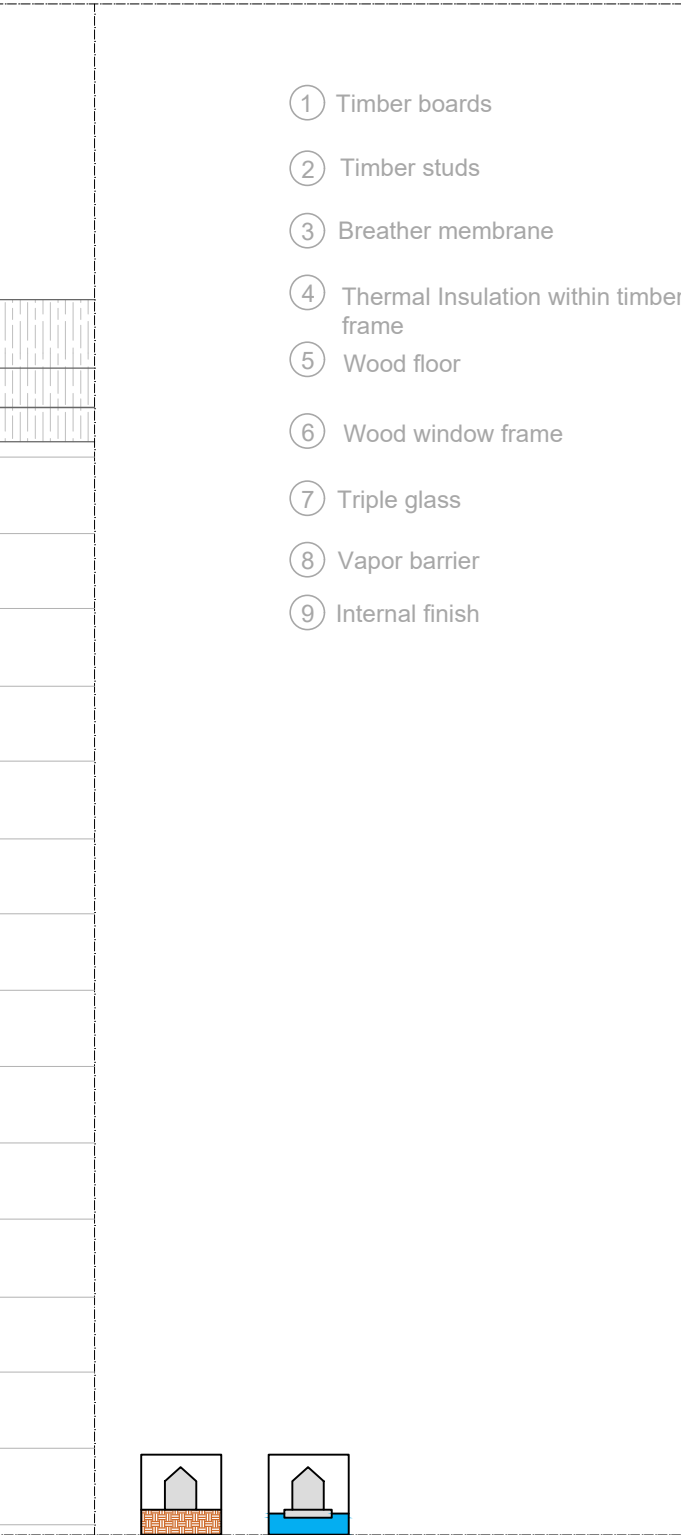 1 Timber boards
2 Timber studs
3 Breather membrane
4 Thermal Insulation within timber
frame
5 Wood floor
6 Wood window frame
7 Triple glass
8 Vapor barrier
9 Internal finish